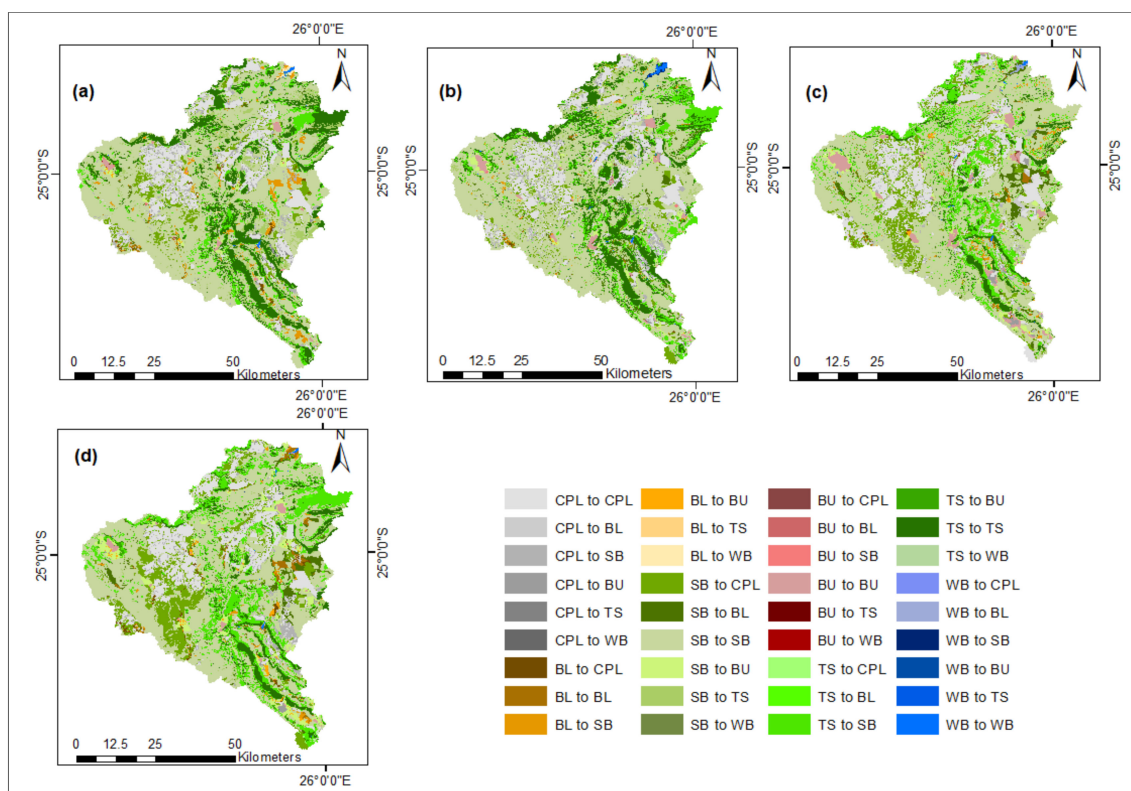 26°0'0"E
26°0'0"E
26°0'0"E
N
N
N
(a)
(b)
(c)
25°0'0"S
25°0'0"S
25°0'0"S
25°0'0"S
25°0'0"S
25°0'0"S
0 12.5 25 50
Kilometers
0 12.5 25 50
Kilometers
0 12.5 25 50
Kilometers
26°0'0"E
26°0'0"E
26°0'0"E
26°0'0"E
N
(d)
25°0'0"S
25°0'0"S
0 12.5 25 50
Kilometers
26°0'0"E
CPL to CPL
CPL to BL
CPL to SB
CPL to BU
CPL to TS
CPL to WB
BL to CPL
BL to BL
BL to SB
BL to BU
BL to TS
BL to WB
SB to CPL
SB to BL
SB to SB
SB to BU
SB to TS
SB to WB
BU to CPL
BU to BL
BU to SB
BU to BU
BU to TS
BU to WB
TS to CPL
TS to BL
TS to SB
TS to BU
TS to TS
TS to WB
WB to CPL
WB to BL
WB to SB
WB to BU
WB to TS
WB to WB